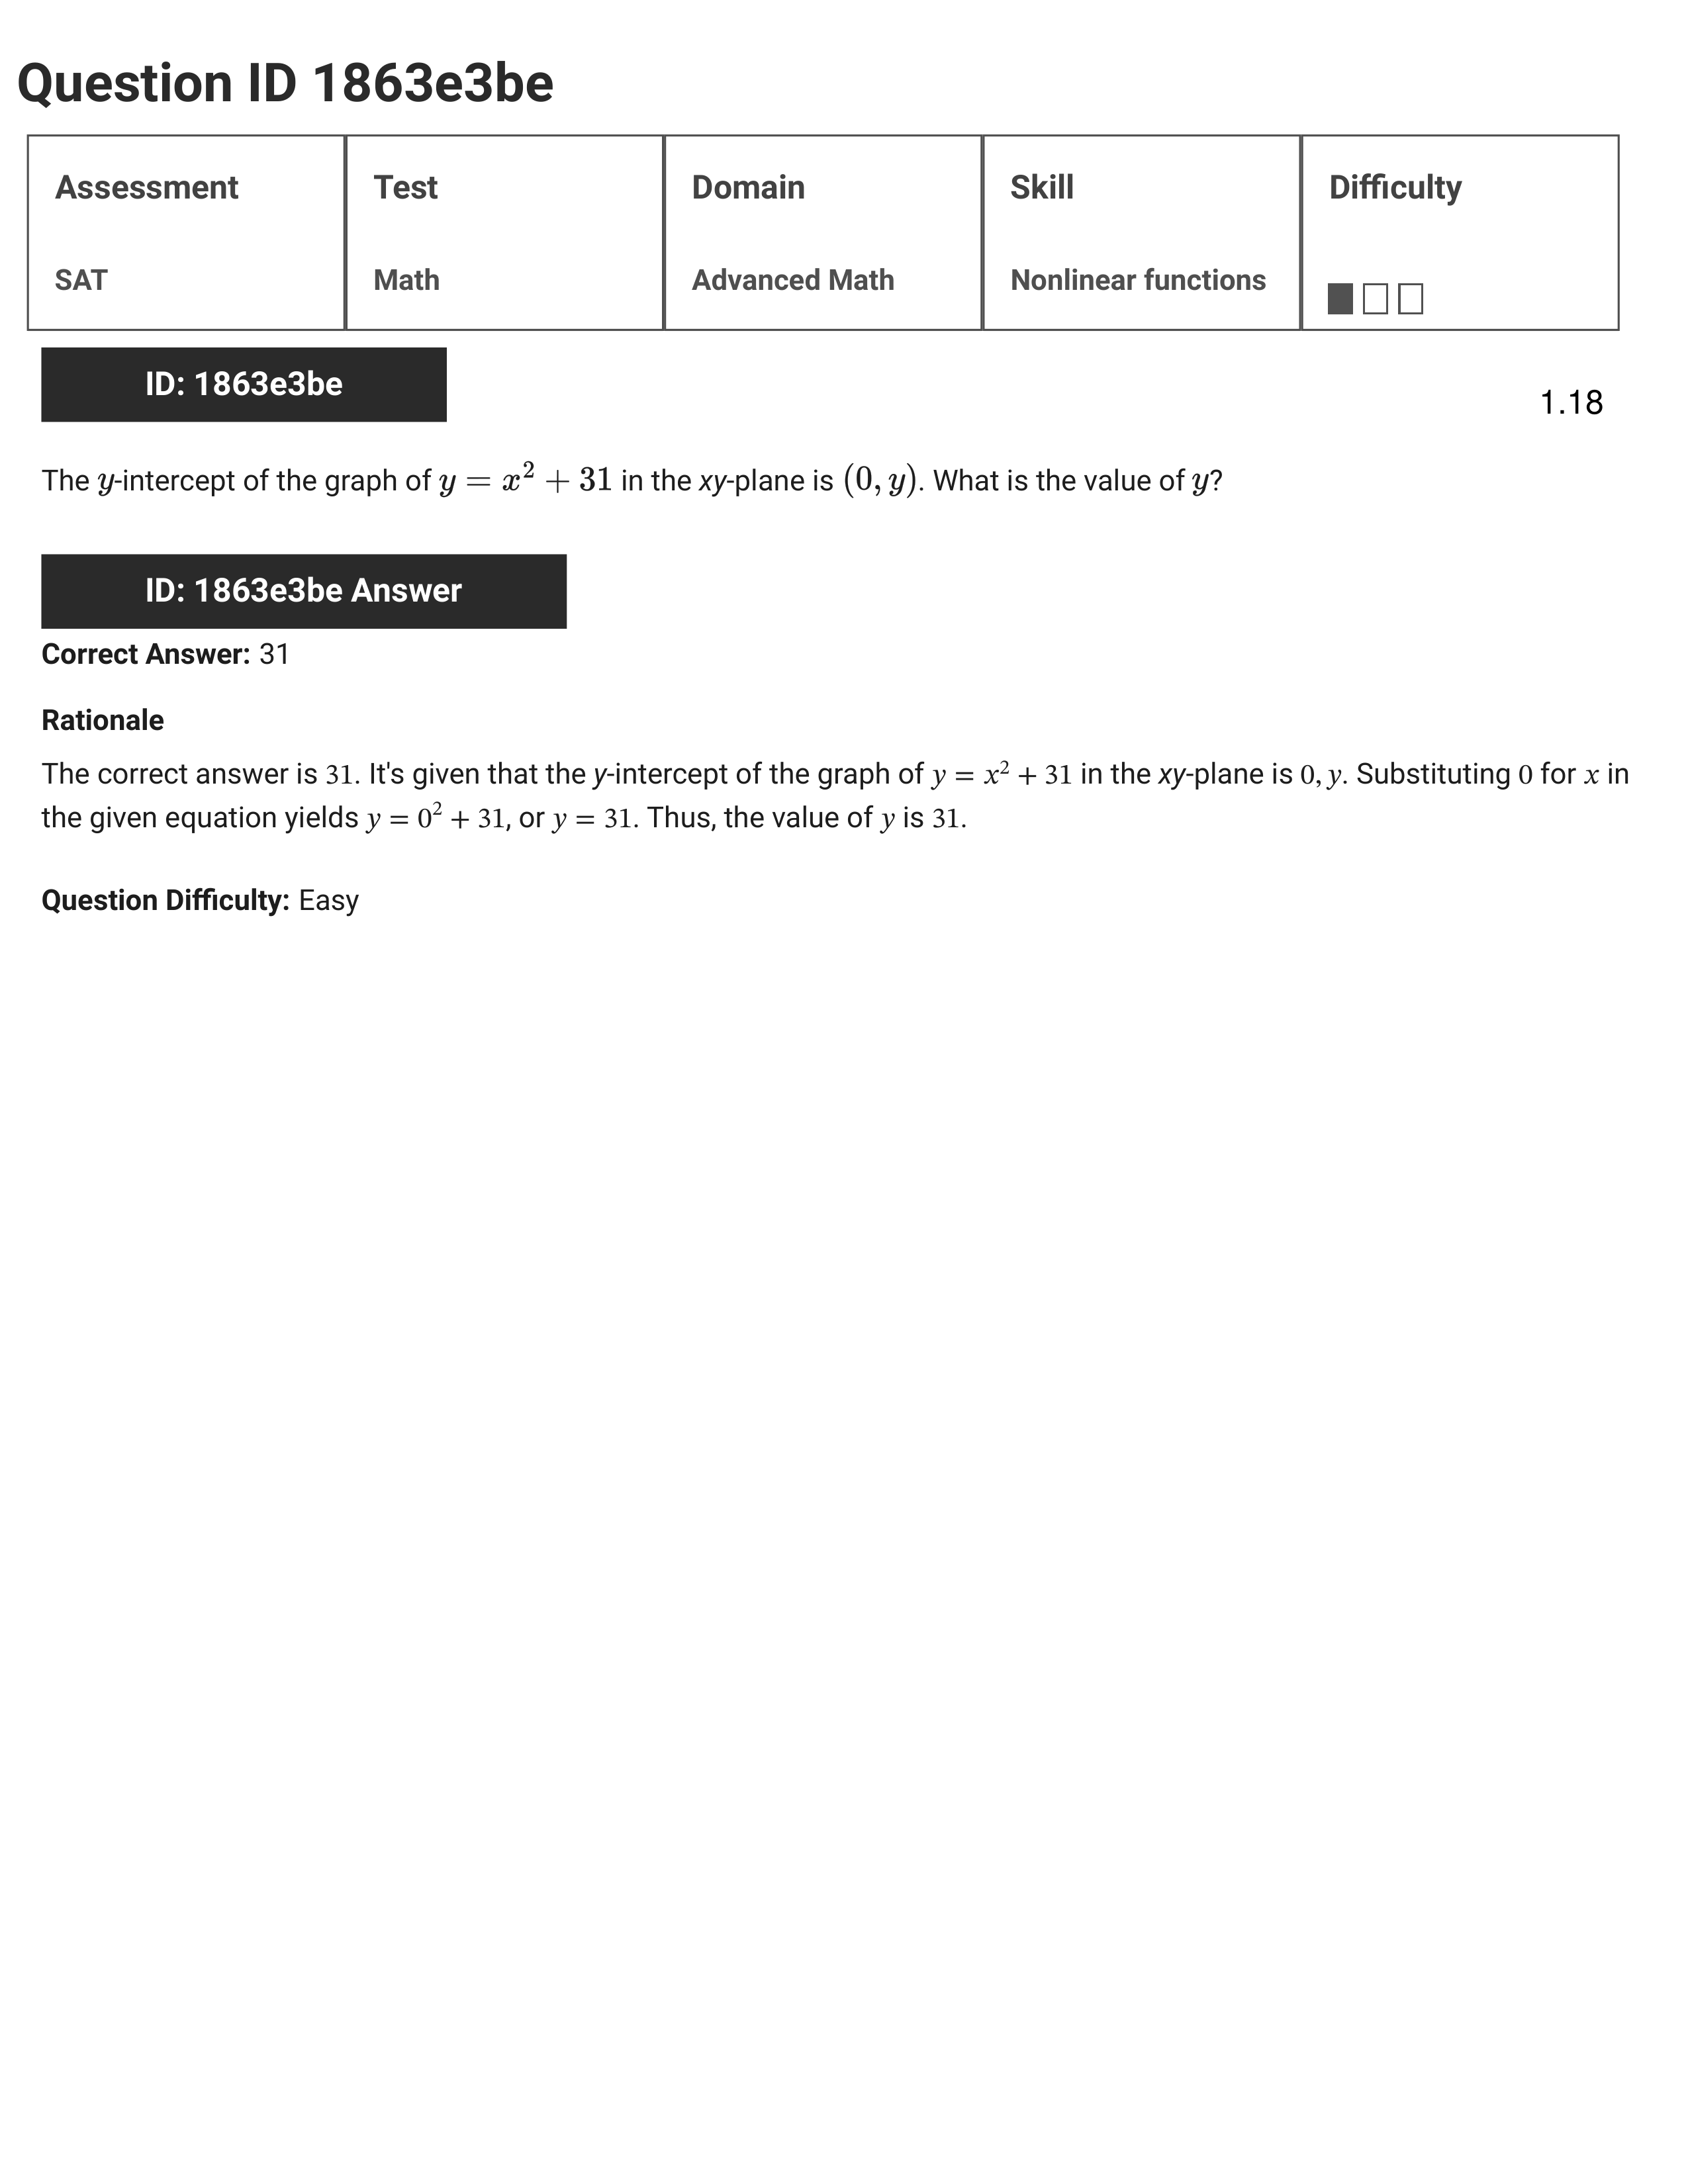 Question ID 1863e3be
Assessment
Test
Domain
Skill
Difficulty
SAT
Math
Advanced Math
Nonlinear functions
ID: 1863e3be
1.18
The y-intercept of the graph of y = x² + 31 in the xy-plane is (0, y). What is the value of y?
ID: 1863e3be Answer
Correct Answer: 31
Rationale
The correct answer is 31. It's given that the y-intercept of the graph of y = x² + 31 in the xy-plane is 0, y. Substituting 0 for x in
the given equation yields y = 0² + 31, or y = 31. Thus, the value of y is 31.
Question Difficulty: Easy